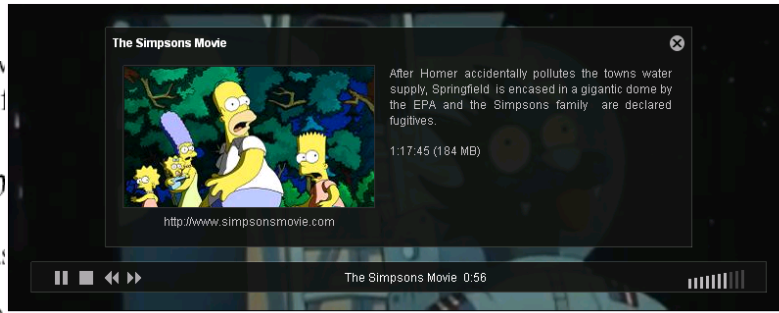 The Simpsons Movie
After Homer accidentally pollutes the towns water
supply, Springfield is encased in a gigantic dome by
the EPA and the Simpsons family are declared
fugitives.
1:17:45 (184 MB)
http://www.simpsonsmovie.com
The Simpsons Movie 0:56